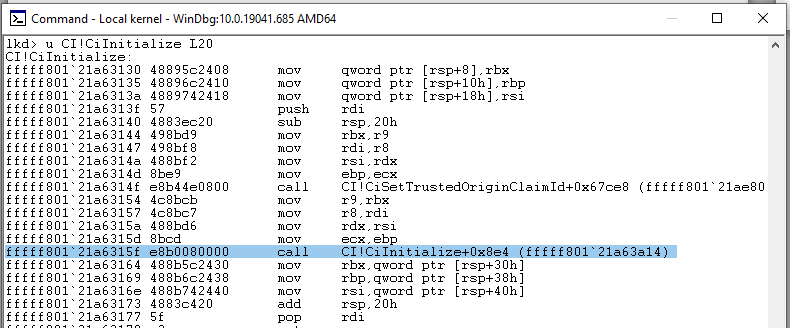 Command - Local kernel - WinDbg:10.0.19041.685 AMD64
lkd> u CI!CiInitialize L20
CI!CiInitialize:
fffff801`21a63130 48895c2408 mov qword ptr [rsp+8],rbx
fffff801`21a63135 48896c2410 mov qword ptr [rsp+10h],rbp
fffff801`21a6313a 4889742418 mov qword ptr [rsp+18h],rsi
fffff801`21a6313f 57 push rdi
fffff801`21a63140 4883ec20 sub rsp,20h
fffff801`21a63144 498bd9 mov rbx,r9
fffff801`21a63147 498bf8 mov rdi,r8
fffff801`21a6314a 488bf2 mov rsi,rdx
fffff801`21a6314d 8be9 mov ebp,ecx
fffff801`21a6314f e8b44e0800 call CI!CiSetTrustedOriginClaimId+0x67ce8 (fffff801`21ae80
fffff801`21a63154 4c8bcb mov r9,rbx
fffff801`21a63157 4c8bc7 mov r8,rdi
fffff801`21a6315a 488bd6 mov rdx,rsi
fffff801`21a6315d 8bcd mov ecx,ebp
fffff801`21a6315f e8b0080000 call CI!CiInitialize+0x8e4 (fffff801`21a63a14)
fffff801`21a63164 488b5c2430 mov rbx,qword ptr [rsp+30h]
fffff801`21a63169 488b6c2438 mov rbp,qword ptr [rsp+38h]
fffff801`21a6316e 488b742440 mov rsi,qword ptr [rsp+40h]
fffff801`21a63173 4883c420 add rsp,20h
fffff801`21a63177 5f pop rdi